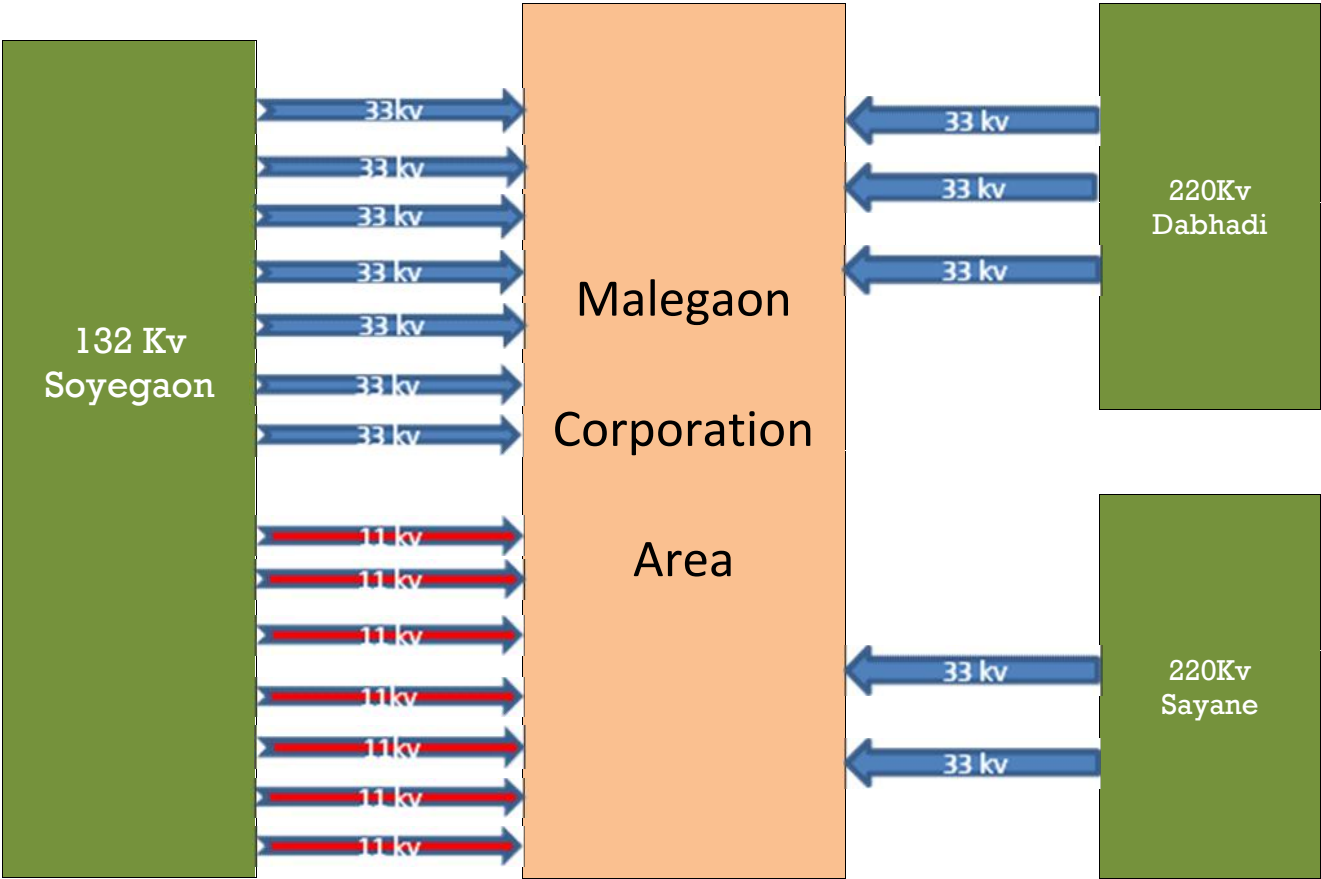 132 Kv
Soyegaon
33kv
33 kv
33 kv
33 kv
33 kv
33 kv
33 kv
11 kv
11 kv
11 kv
11kv
11kv
11 kv
11 kv
Malegaon
Corporation
Area
33 kv
33 kv
33 kv
220Kv
Dabhadi
33 kv
33 kv
220Kv
Sayane